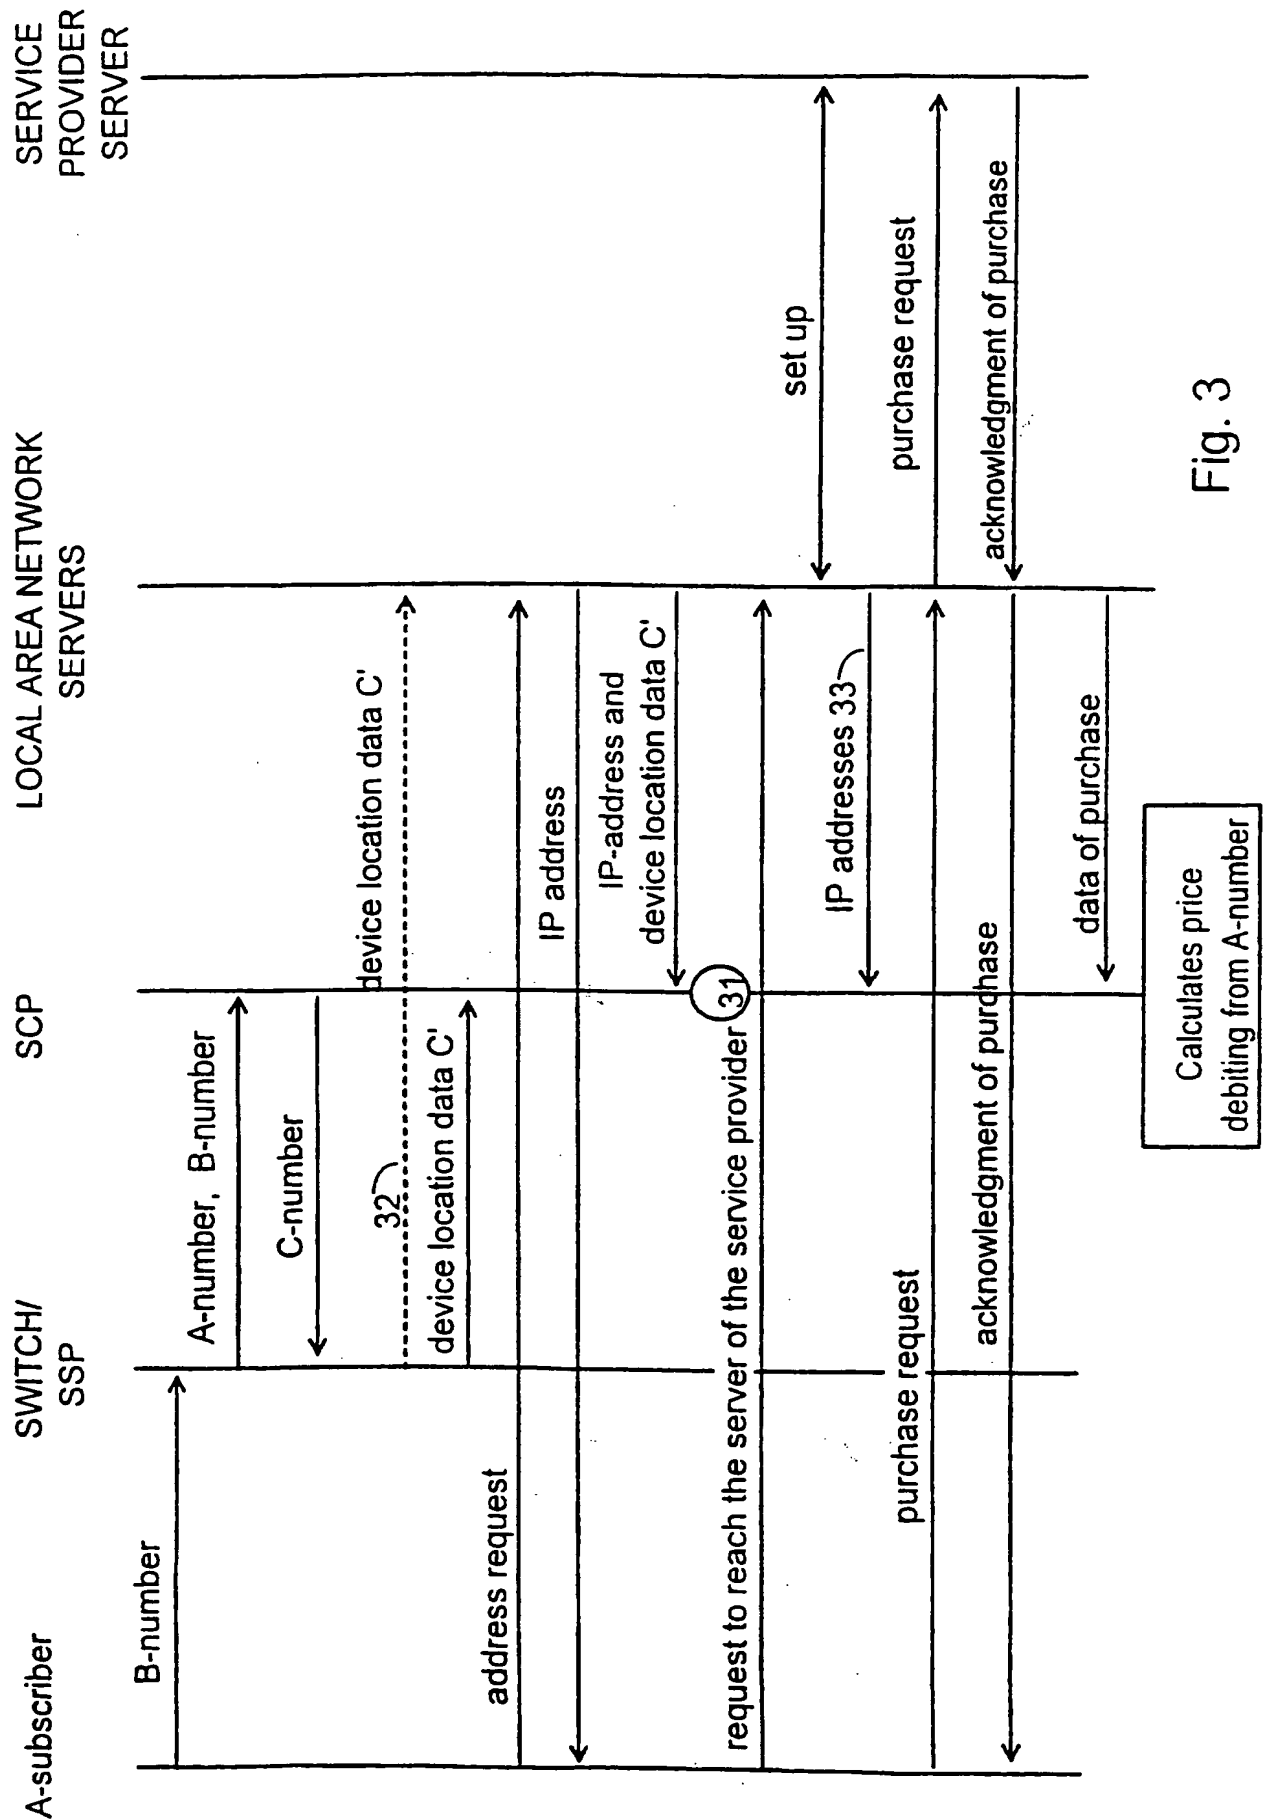 A-subscriber
SWITCH/
SSP
SCP
LOCAL AREA NETWORK
SERVERS
SERVICE
PROVIDER
SERVER
B-number
A-number, B-number
C-number
32
device location data C'
device location data C'
address request
IP address
IP-address and
device location data C'
31
request to reach the server of the service provider
set up
IP addresses 33
purchase request
purchase request
acknowledgment of purchase
acknowledgment of purchase
data of purchase
Calculates price
debiting from A-number
Fig. 3